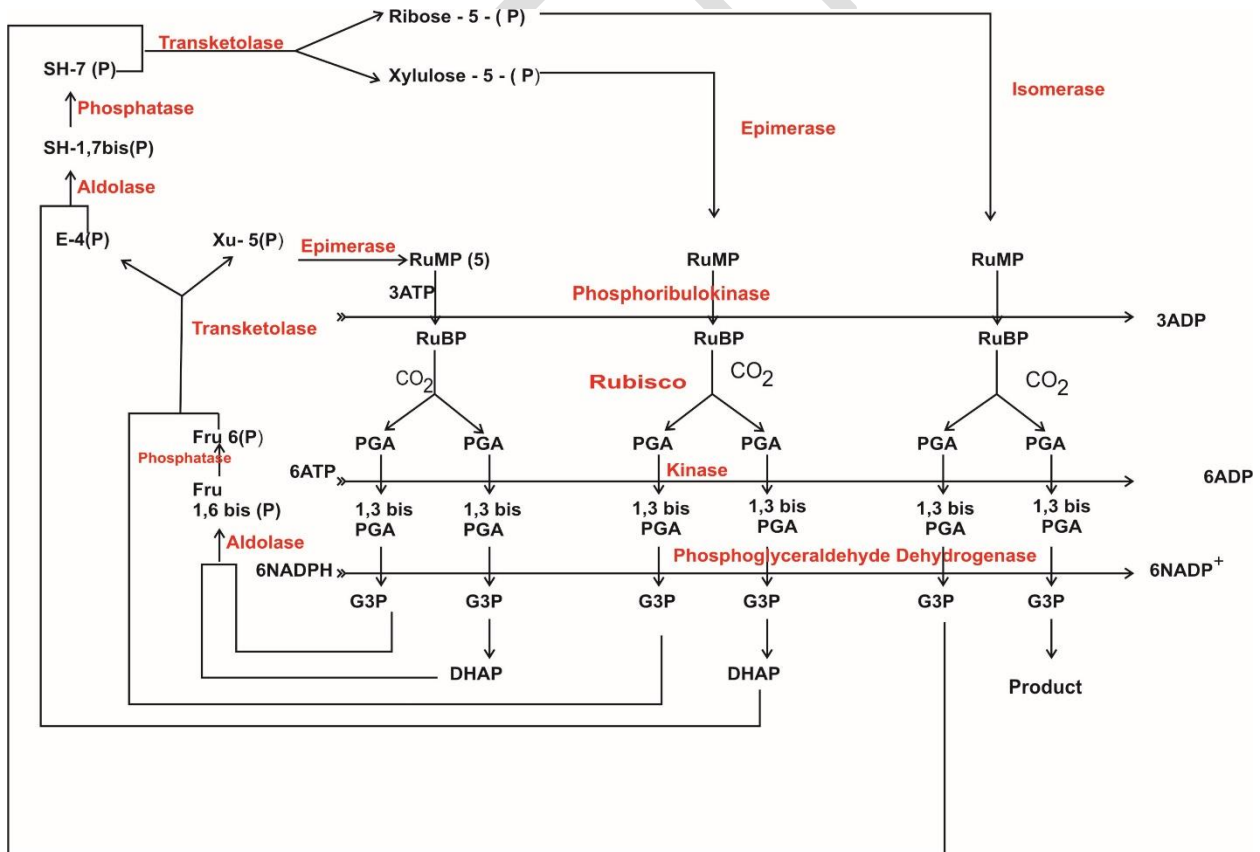 Ribose - 5 - ( P)
Transketolase
SH-7 (P)
Xylulose - 5 - ( P)
Isomerase
Phosphatase
Epimerase
SH-1,7bis(P)
Aldolase
E-4(P)
Xu- 5(P)
Epimerase
RuMP (5)
RuMP
RuMP
3ATP
Phosphoribulokinase
Transketolase
3ADP
RuBP
RuBP
RuBP
CO2
Rubisco
CO2
CO2
Fru 6(P)
PGA
PGA
PGA
PGA
PGA
PGA
Phosphatase
6ATP
Kinase
6ADP
Fru
1,6 bis (P)
1,3 bis
PGA
1,3 bis
PGA
1,3 bis
PGA
1,3 bis
PGA
1,3 bis
PGA
1,3 bis
PGA
Aldolase
Phosphoglyceraldehyde Dehydrogenase
6NADPH
6NADP+
G3P
G3P
G3P
G3P
G3P
G3P
DHAP
DHAP
Product